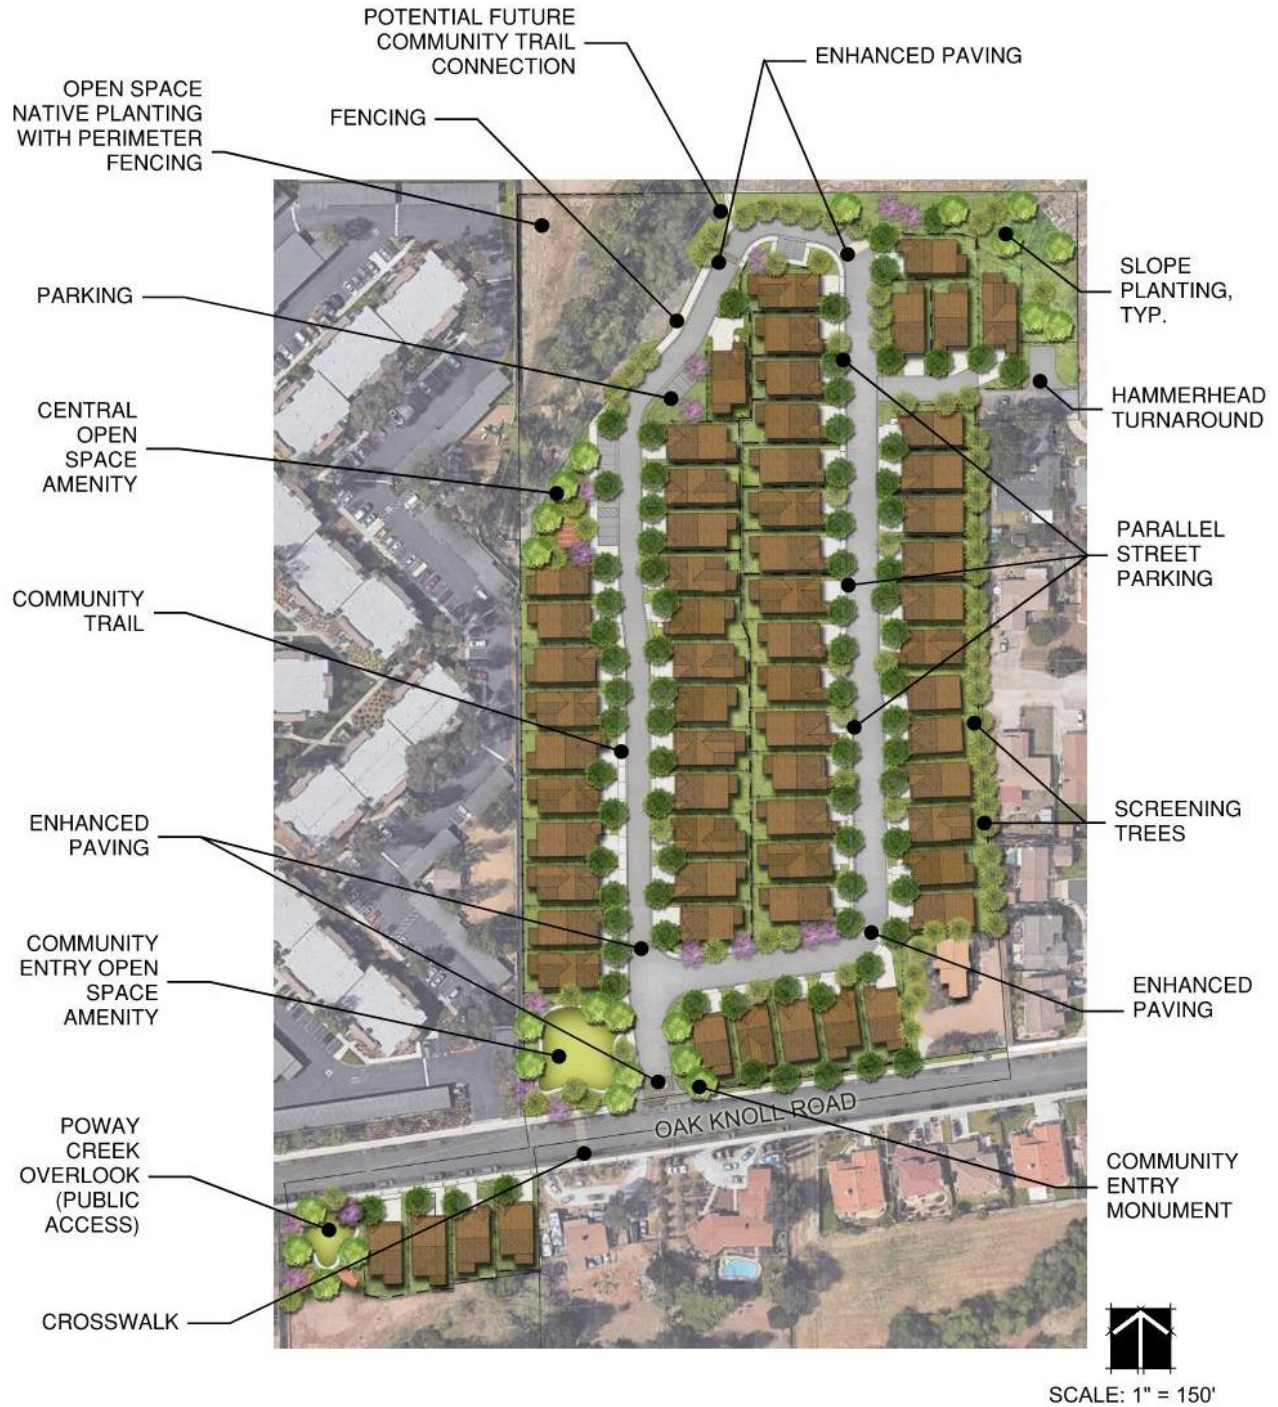 POTENTIAL FUTURE
COMMUNITY TRAIL
CONNECTION
ENHANCED PAVING
OPEN SPACE
NATIVE PLANTING
WITH PERIMETER
FENCING
FENCING
SLOPE
PLANTING,
TYP.
PARKING
HAMMERHEAD
TURNAROUND
CENTRAL
OPEN
SPACE
AMENITY
PARALLEL
STREET
PARKING
COMMUNITY
TRAIL
SCREENING
TREES
ENHANCED
PAVING
COMMUNITY
ENTRY OPEN
SPACE
AMENITY
ENHANCED
PAVING
OAK KNOLL ROAD
POWAY
CREEK
OVERLOOK
(PUBLIC
ACCESS)
COMMUNITY
ENTRY
MONUMENT
CROSSWALK
SCALE: 1" = 150'